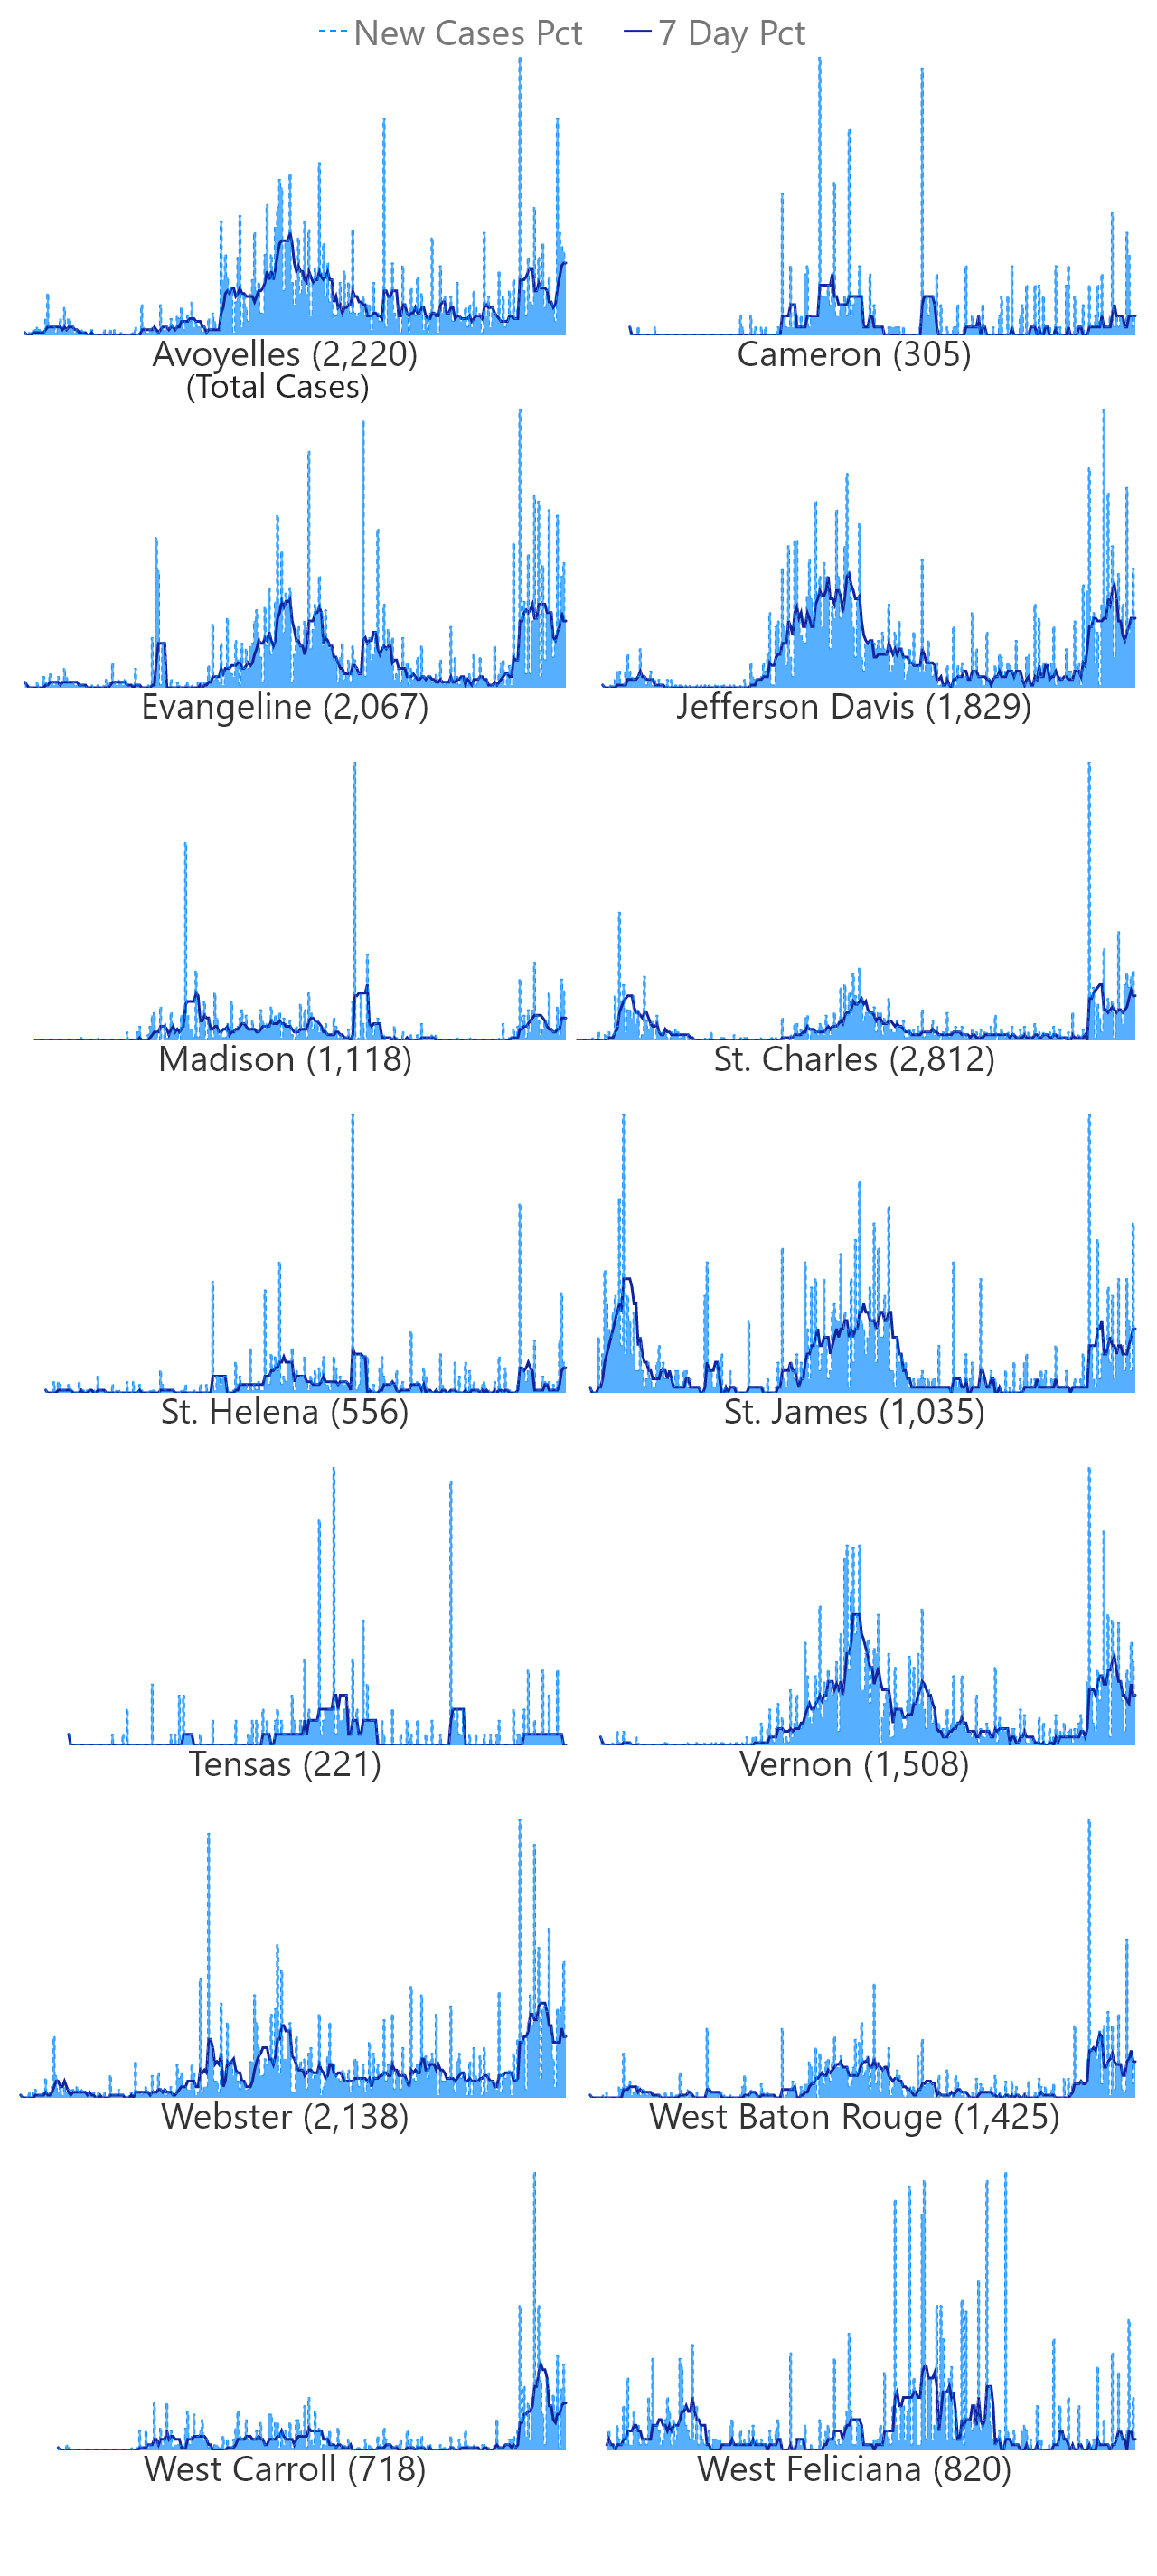 New Cases Pct 7 Day Pct
Avoyelles (2,220) Cameron (305)
(Total Cases)
Evangeline (2,067) Jefferson Davis (1,829)
Madison (1,118) St. Charles (2,812)
St. Helena (556) St. James (1,035)
Tensas (221) Vernon (1,508)
Webster (2,138) West Baton Rouge (1,425)
West Carroll (718) West Feliciana (820)